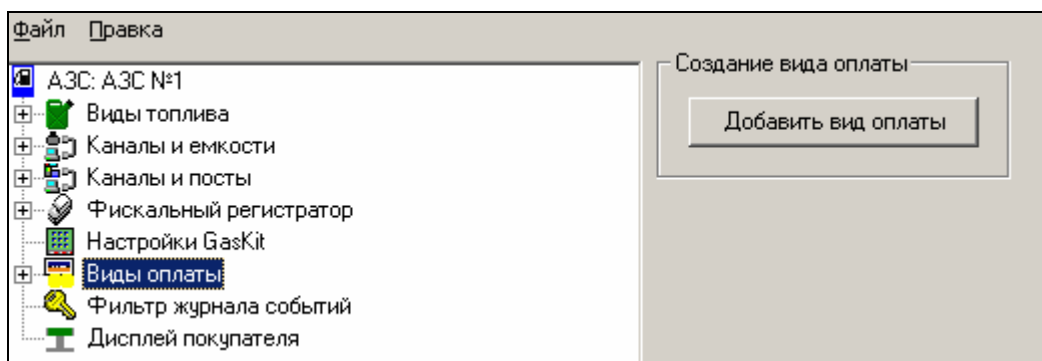 Файл Правка
АЗС: АЗС №1
Виды топлива
Каналы и емкости
Каналы и посты
Фискальный регистратор
Настройки GasKit
Виды оплаты
Фильтр журнала событий
Дисплей покупателя
Создание вида оплаты
Добавить вид оплаты